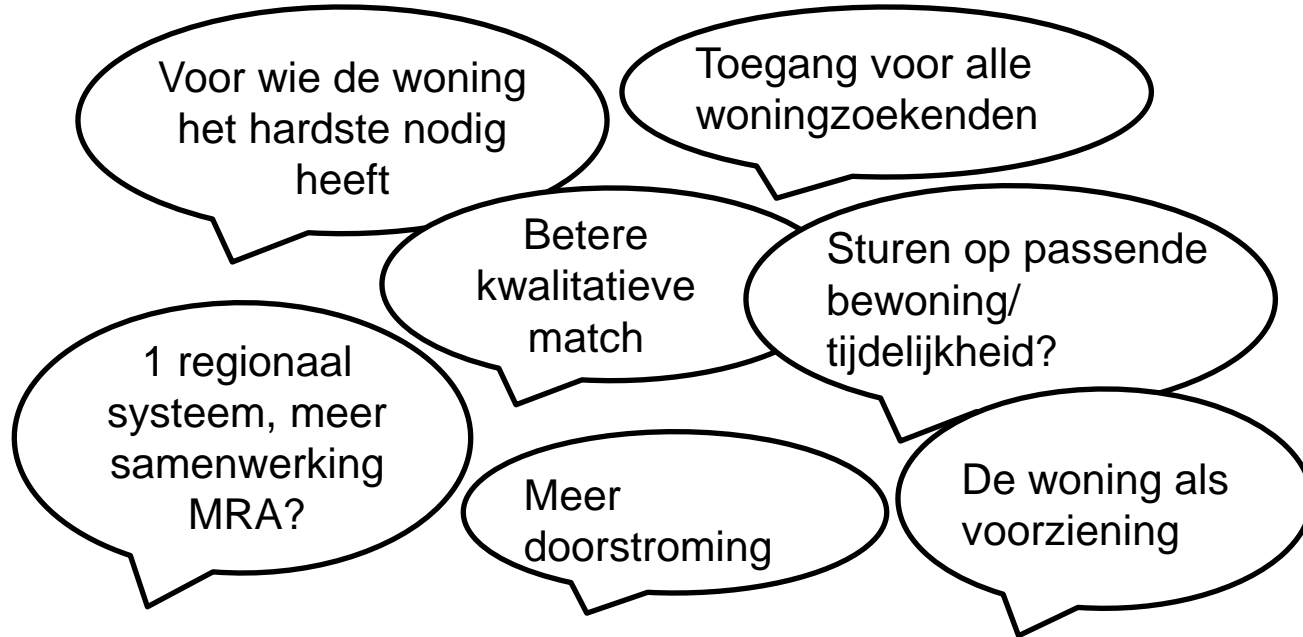 Voor wie de woning
het hardste nodig
heeft
Toegang voor alle
woningzoekenden
Betere
kwalitatieve
match
Sturen op passende
bewoning/
tijdelijkheid?
1 regionaal
systeem, meer
samenwerking
MRA?
Meer
doorstroming
De woning als
voorziening